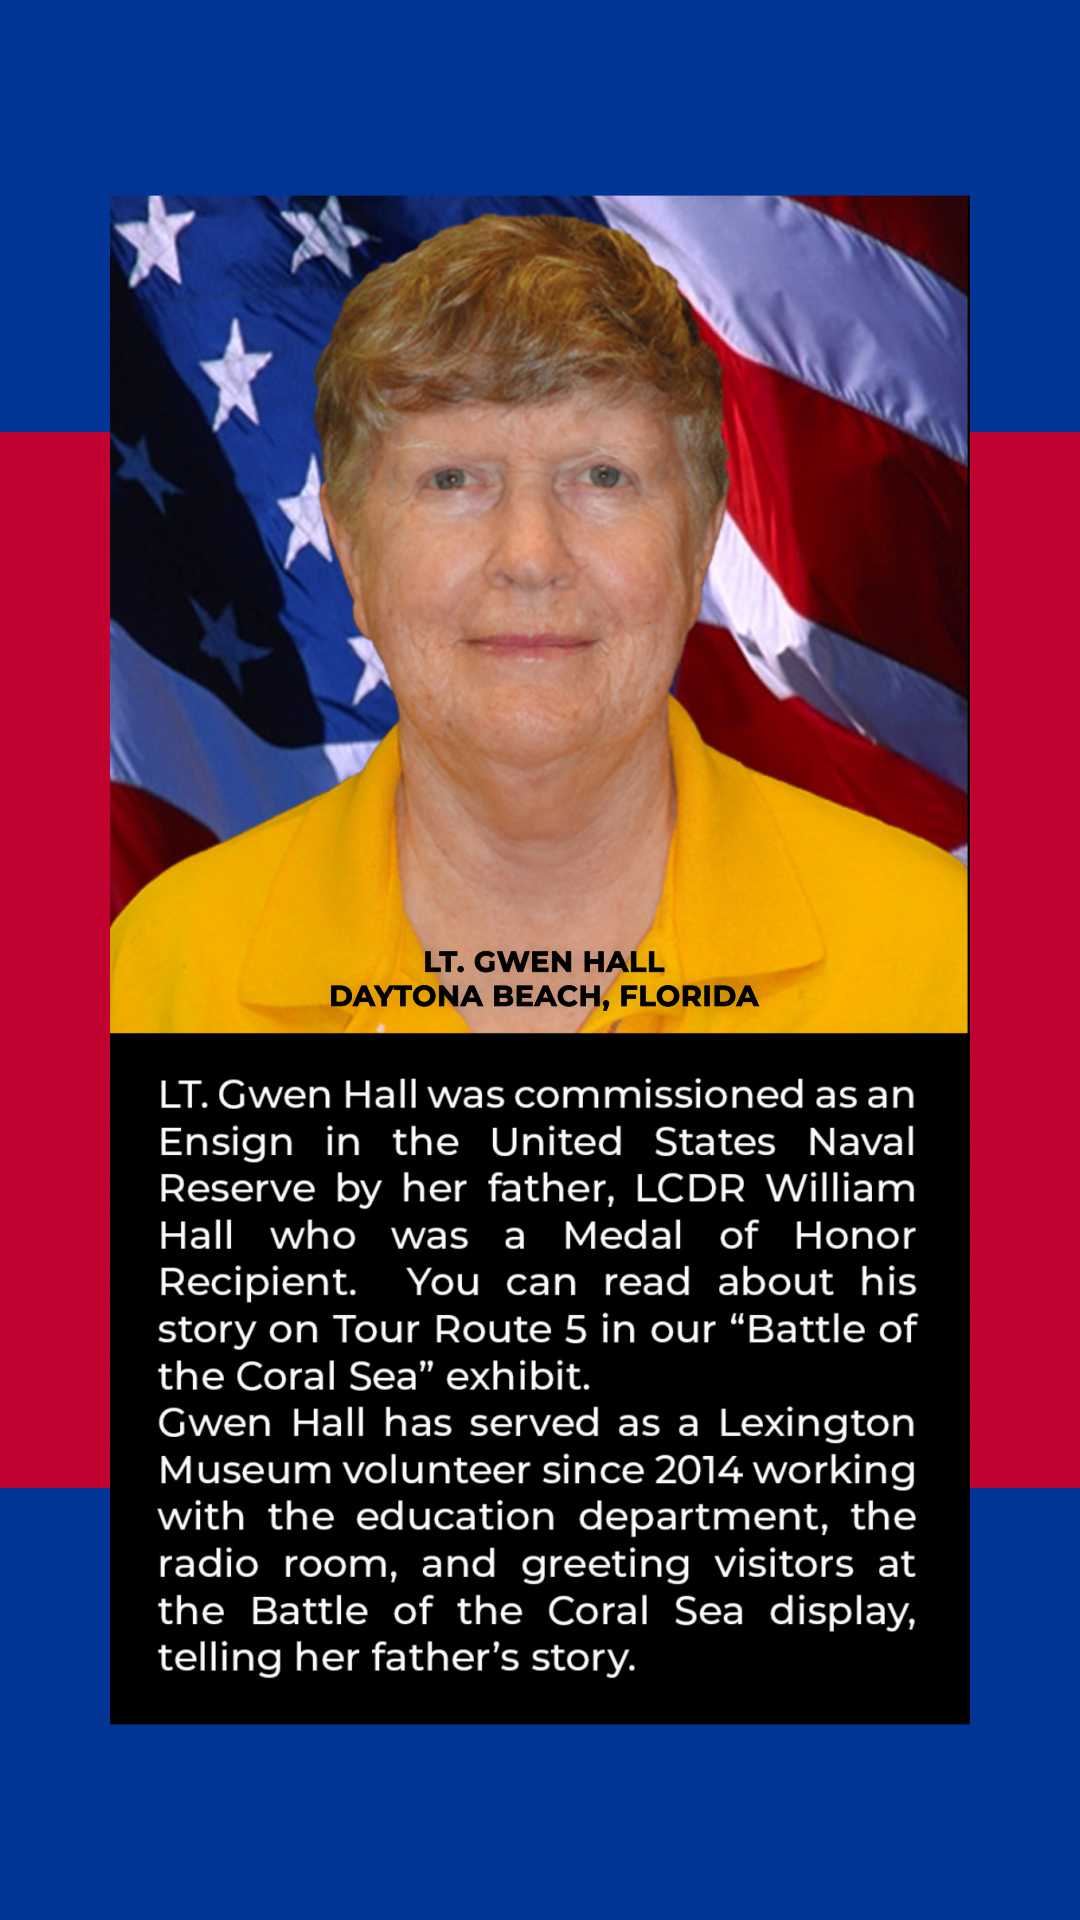 LT. GWEN HALL
DAYTONA BEACH, FLORIDA
LT. Gwen Hall was commissioned as an
Ensign in the United States Naval
Reserve by her father, LCDR William
Hall who was a Medal of Honor
Recipient. You can read about his
story on Tour Route 5 in our “Battle of
the Coral Sea” exhibit.
Gwen Hall has served as a Lexington
Museum volunteer since 2014 working
with the education department, the
radio room, and greeting visitors at
the Battle of the Coral Sea display,
telling her father’s story.